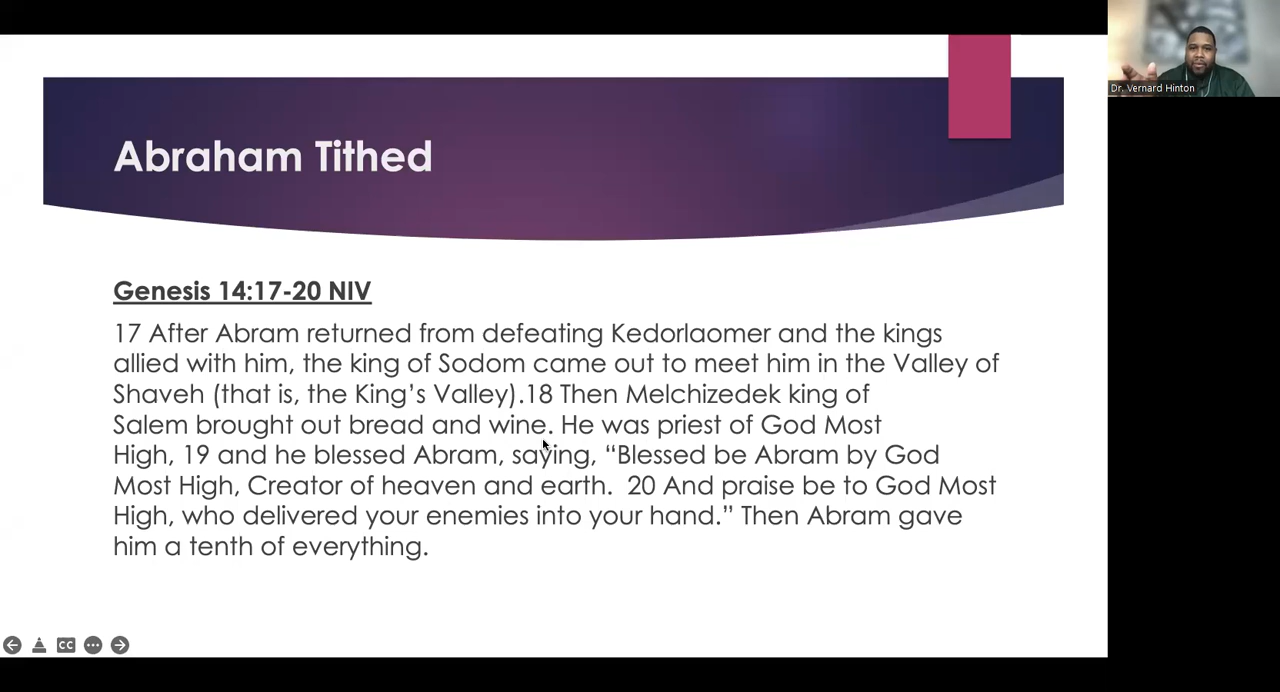 Abraham Tithed
Dr. Vernard Hinton
Genesis 14:17-20 NIV
17 After Abram returned from defeating Kedorlaomer and the kings
allied with him, the king of Sodom came out to meet him in the Valley of
Shaveh (that is, the King’s Valley).18 Then Melchizedek king of
Salem brought out bread and wine. He was priest of God Most
High, 19 and he blessed Abram, saying, “Blessed be Abram by God
Most High, Creator of heaven and earth.  20 And praise be to God Most
High, who delivered your enemies into your hand.” Then Abram gave
him a tenth of everything.
CC